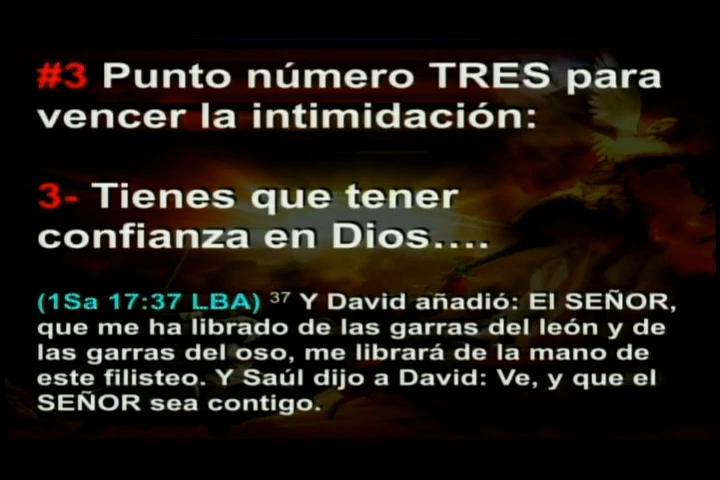 #3 Punto número TRES para
vencer la intimidación:
3- Tienes que tener
confianza en Dios....
(1Sa 17:37 LBA) 37 Y David añadió: El SEÑOR,
que me ha librado de las garras del león y de
las garras del oso, me librará de la mano de
este filisteo. Y Saúl dijo a David: Ve, y que el
SEÑOR sea contigo.